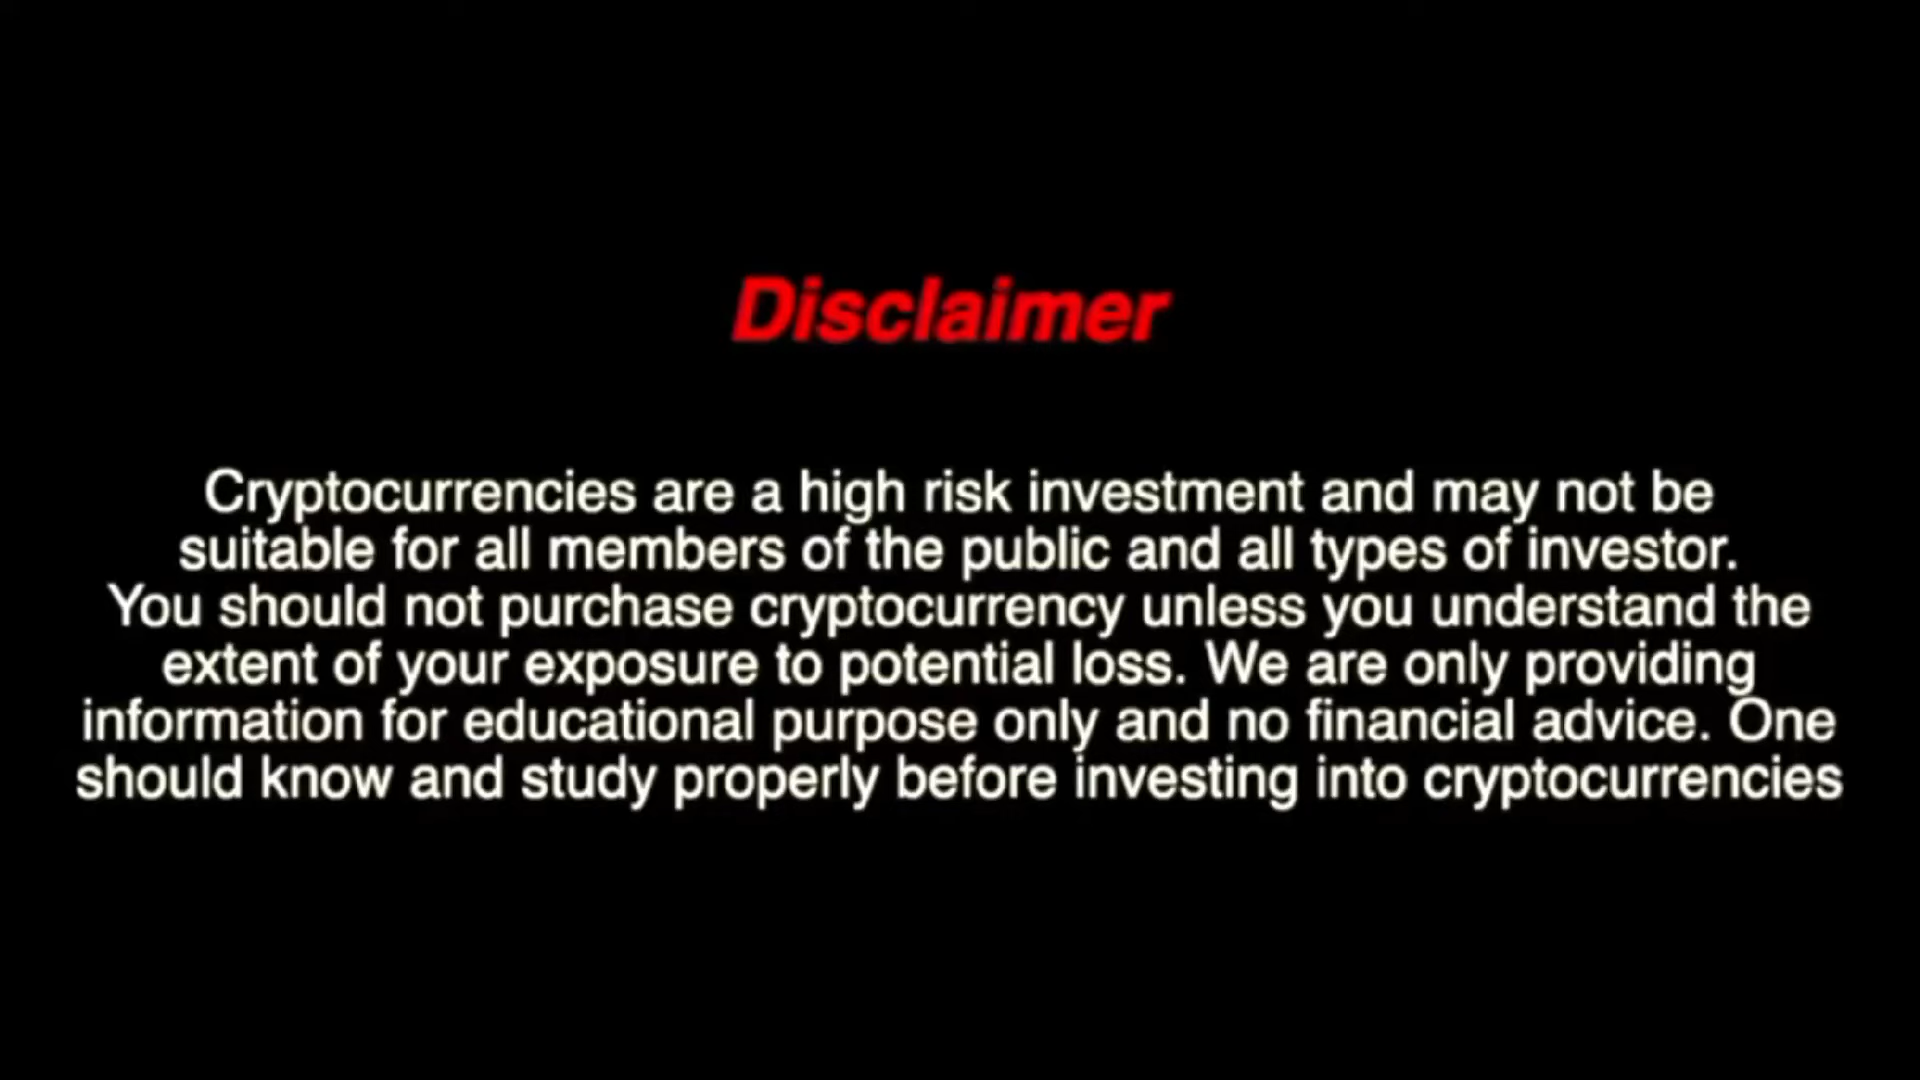 Disclaimer
Cryptocurrencies are a high risk investment and may not be
suitable for all members of the public and all types of investor.
You should not purchase cryptocurrency unless you understand the
extent of your exposure to potential loss. We are only providing
information for educational purpose only and no financial advice. One
should know and study properly before investing into cryptocurrencies